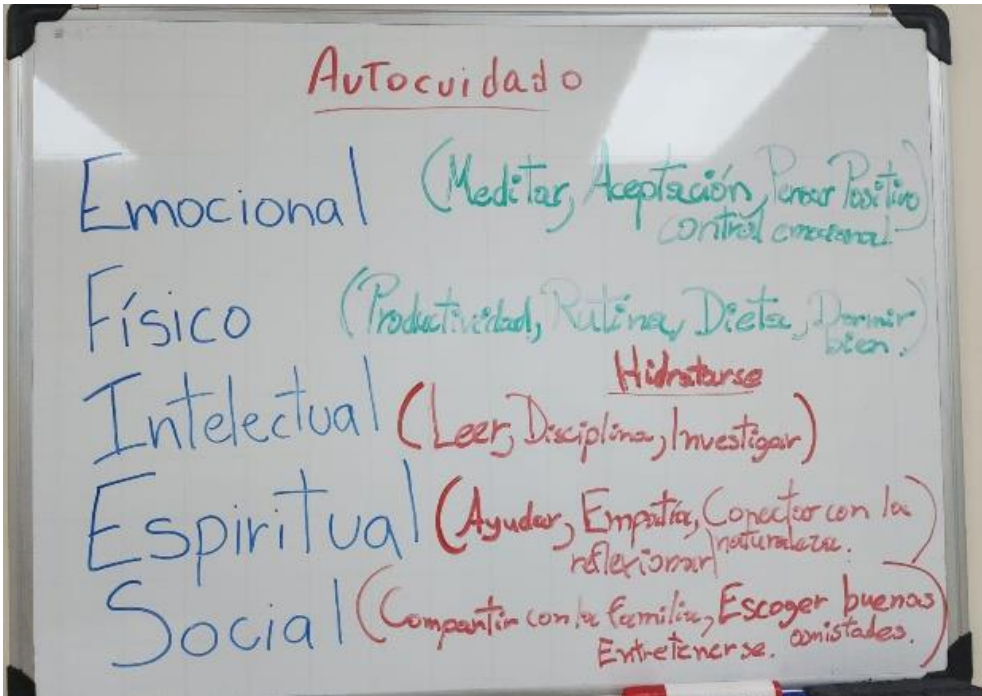 Autocuidado
Emocional (Meditar, Aceptación, Pensar Positivo)
control emocional
Físico (Productividad, Rutina, Dieta, Dormir
bien.)
Hidratarse
Intelectual (Leer, Disciplina, Investigar)
Espiritual (Ayudar, Empatía, Conectar con la
reflexionar naturaleza.)
Social (Compartir con la familia, Escoger buenas
Entretenerse. amistades.)